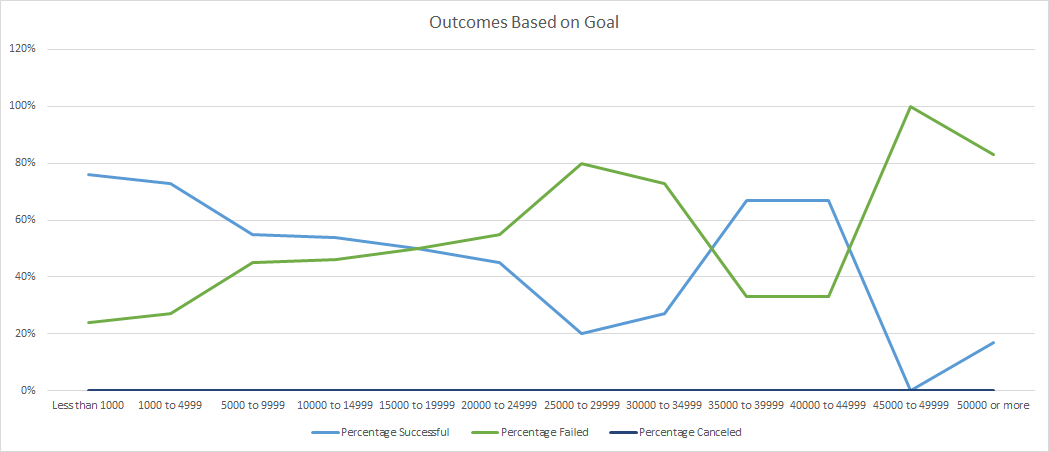 Outcomes Based on Goal
120%
100%
80%
60%
40%
20%
0%
Less than 1000 1000 to 4999 5000 to 9999 10000 to 14999 15000 to 19999 20000 to 24999 25000 to 29999 30000 to 34999 35000 to 39999 40000 to 44999 45000 to 49999 50000 or more
Percentage Successful Percentage Failed Percentage Canceled